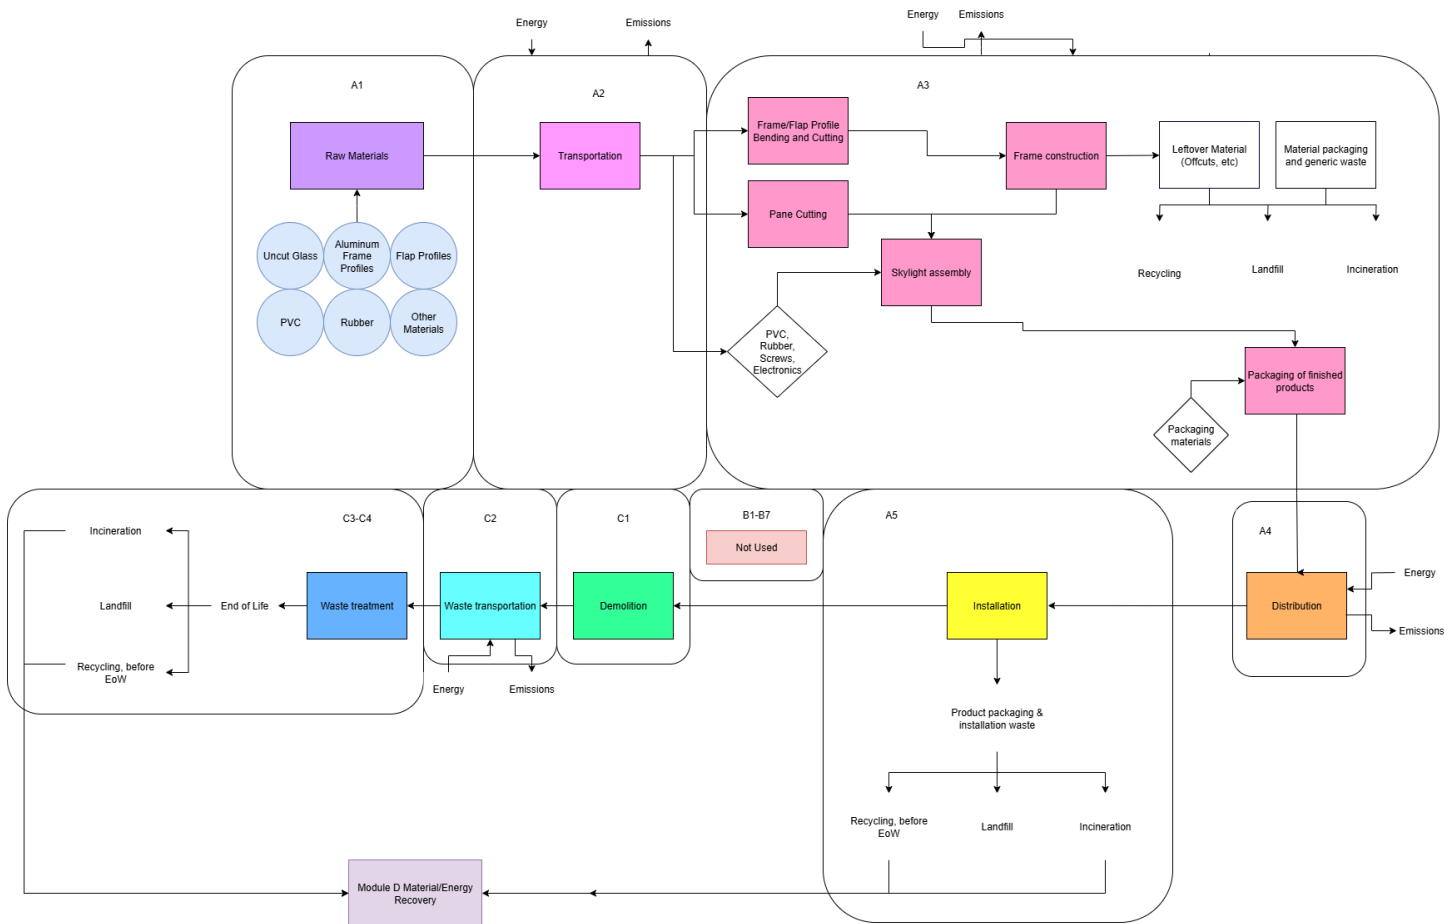 Energy
Emissions
Energy
Emissions
A1
A2
A3
Raw Materials
Transportation
Frame/Flap Profile
Bending and Cutting
Frame construction
Leftover Material
(Offcuts, etc)
Material packaging
and generic waste
Pane Cutting
Uncut Glass
Aluminum
Frame
Profiles
Flap Profiles
PVC
Rubber
Other
Materials
Skylight assembly
Recycling
Landfill
Incineration
PVC,
Rubber,
Screws,
Electronics
Packaging of finished
products
Packaging
materials
C3-C4
C2
C1
B1-B7
Not Used
A5
A4
Incineration
Landfill
Recycling, before
EoW
End of Life
Waste treatment
Waste transportation
Energy
Emissions
Demolition
Installation
Distribution
Energy
Emissions
Product packaging &
installation waste
Recycling, before
EoW
Landfill
Incineration
Module D Material/Energy
Recovery